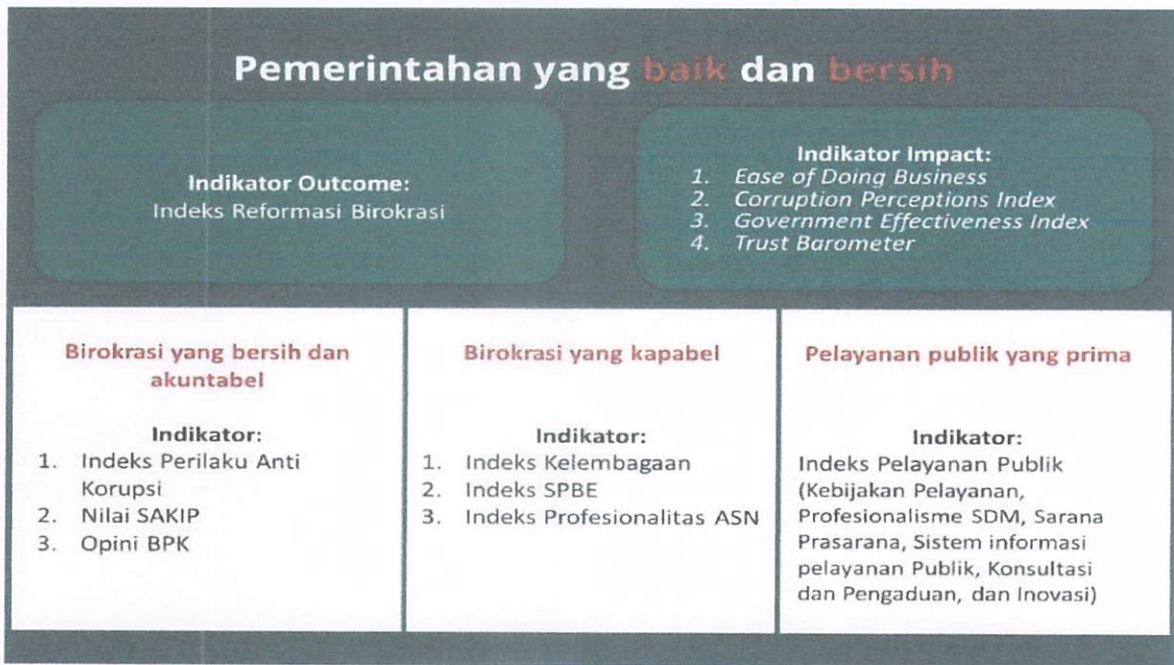 Pemerintahan yang baik dan bersih
Indikator Outcome:
Indeks Reformasi Birokrasi
Indikator Impact:
1. Ease of Doing Business
2. Corruption Perceptions Index
3. Government Effectiveness Index
4. Trust Barometer
Birokrasi yang bersih dan
akuntabel
Indikator:
1. Indeks Perilaku Anti
Korupsi
2. Nilai SAKIP
3. Opini BPK
Birokrasi yang kapabel
Indikator:
1. Indeks Kelembagaan
2. Indeks SPBE
3. Indeks Profesionalitas ASN
Pelayanan publik yang prima
Indikator:
Indeks Pelayanan Publik
(Kebijakan Pelayanan,
Profesionalisme SDM, Sarana
Prasarana, Sistem informasi
pelayanan Publik, Konsultasi
dan Pengaduan, dan Inovasi)